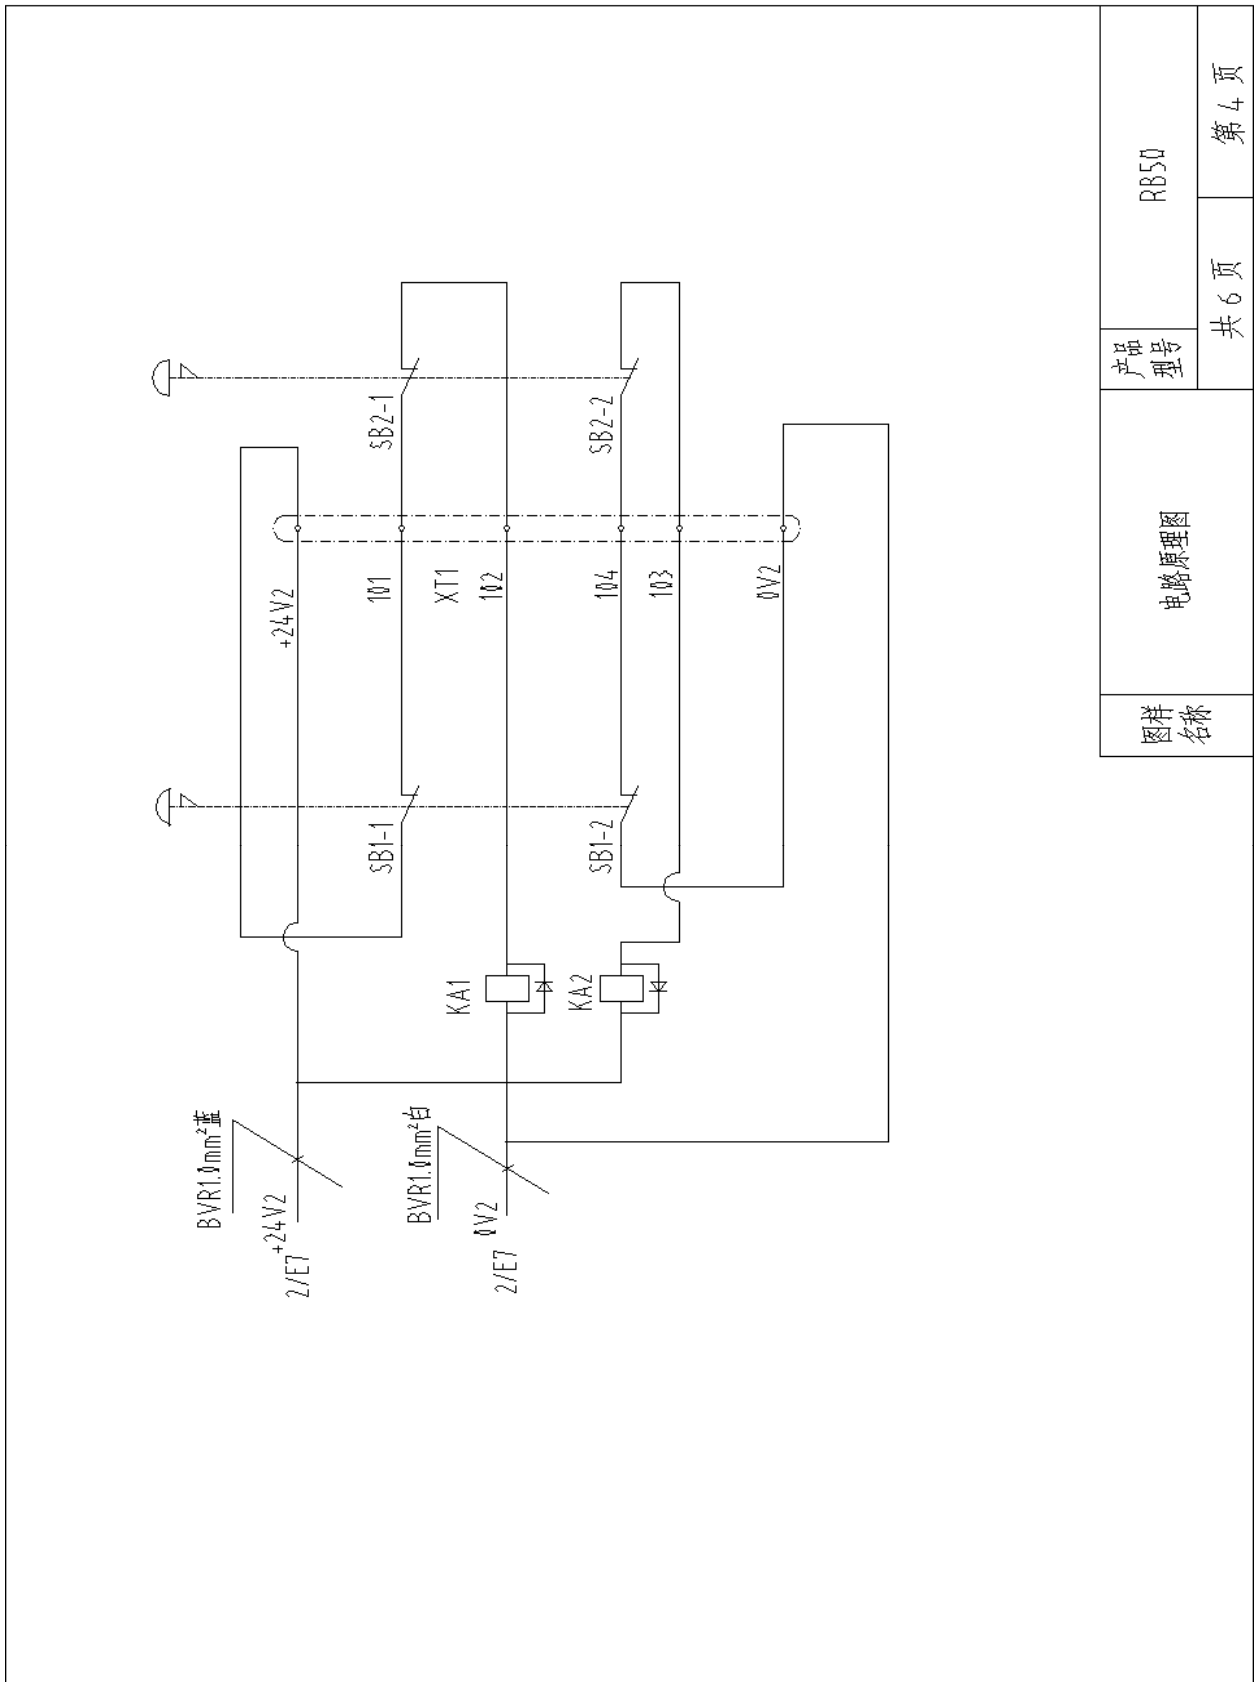 BVR1.0mm²蓝
+24V2
2/E7
BVR1.0mm²白
0V2
2/E7
KA1
KA2
SB1-1
SB1-2
+24V2
101
XT1
102
104
103
0V2
SB2-1
SB2-2
图样
名称
电路原理图
产品
型号
RB50
共 6 页
第 4 页